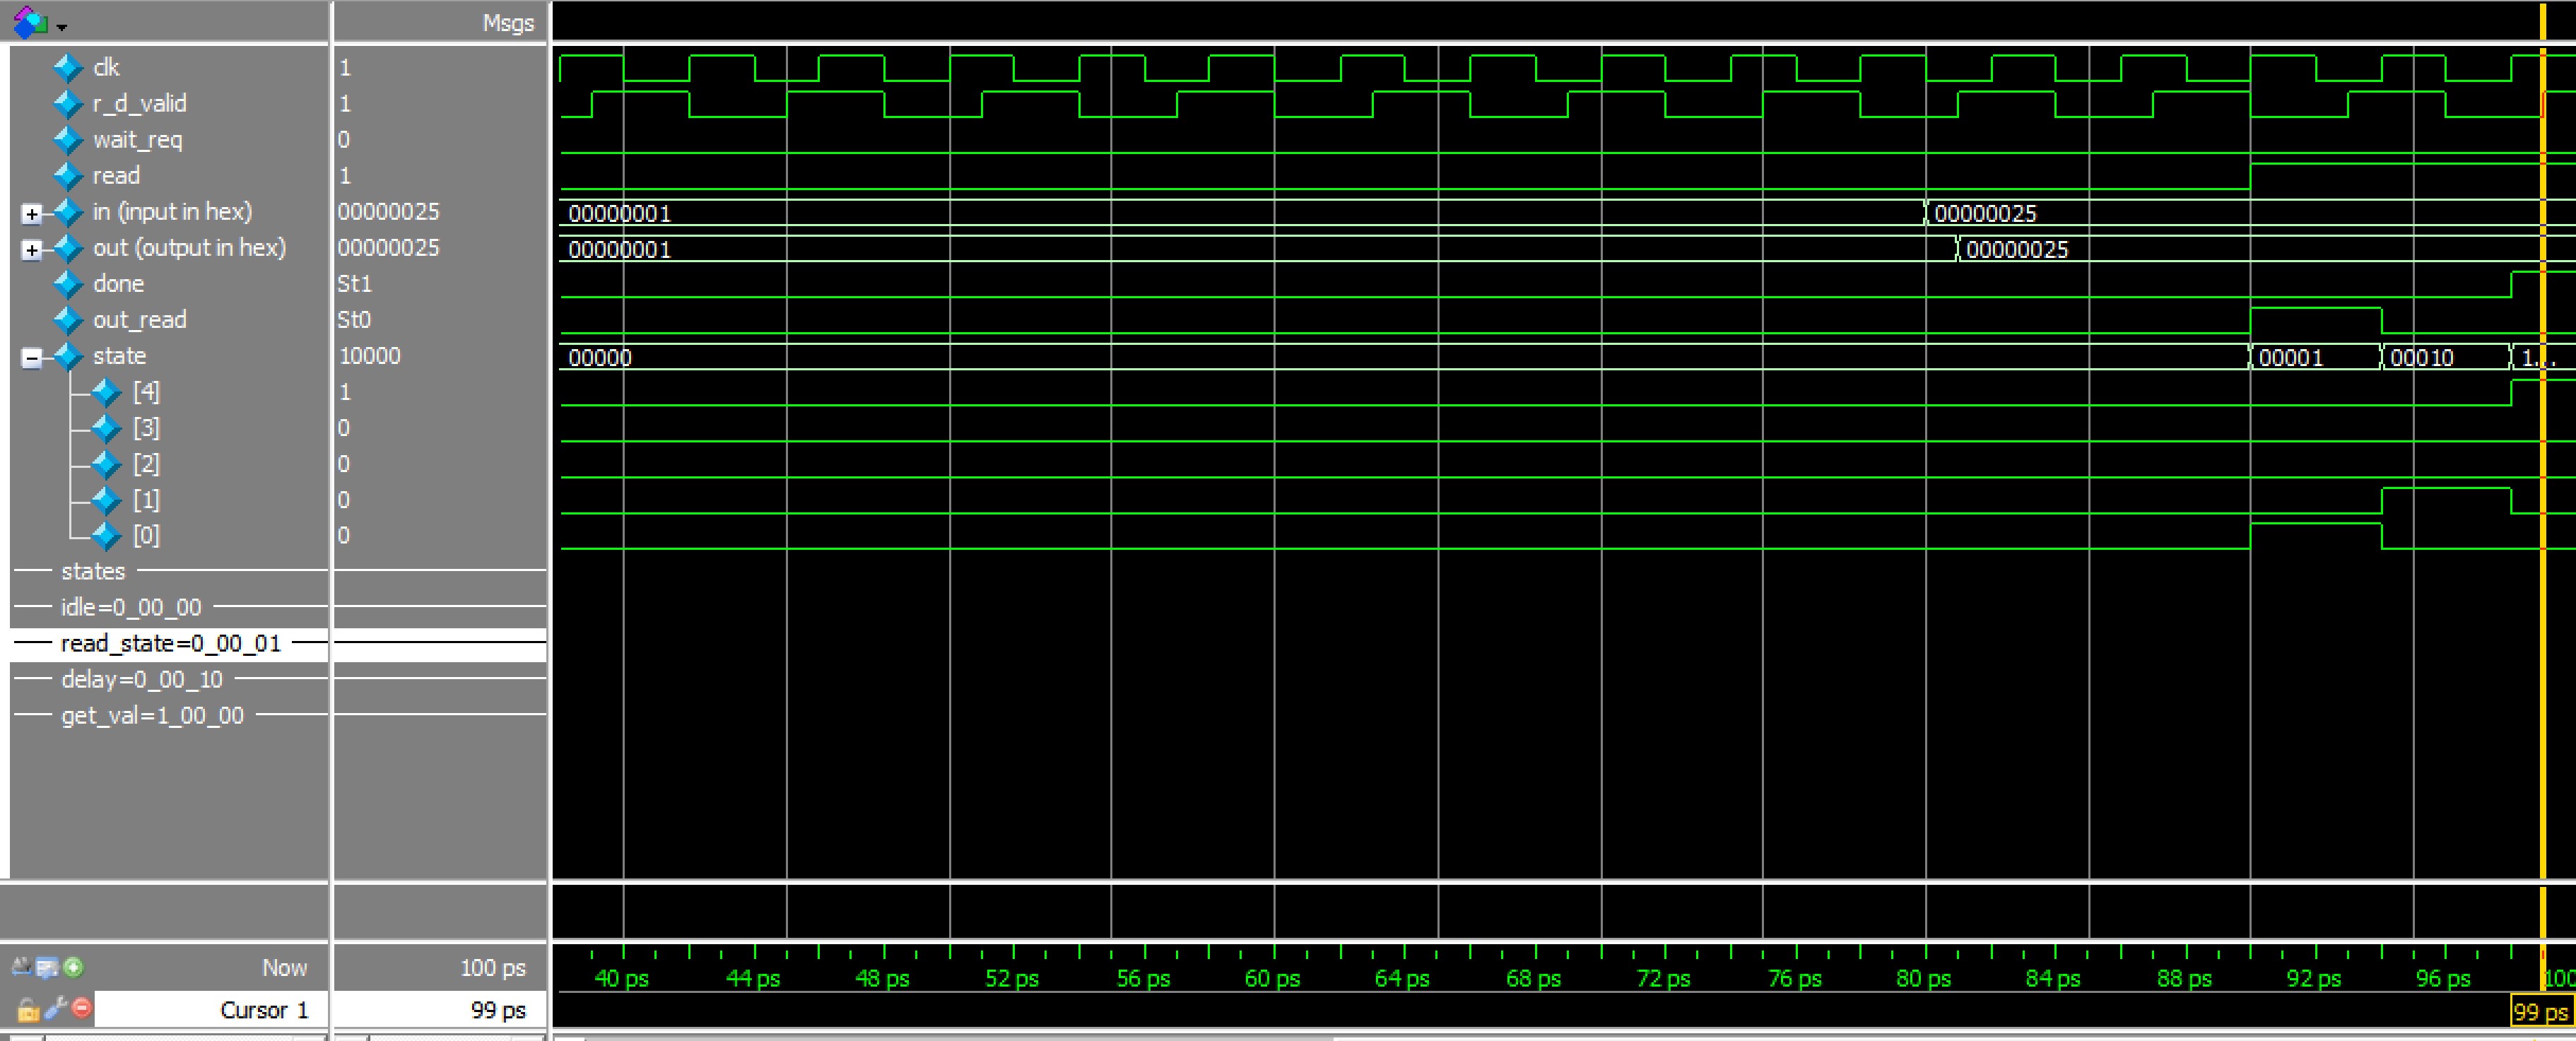 Msgs
clk 1
r_d_valid 1
wait_req 0
read 1
in (input in hex) 00000025 00000001 00000025
out (output in hex) 00000025 00000001 00000025
done St1
out_read St0
state 10000 00000 00001 00010 1...
[4] 1
[3] 0
[2] 0
[1] 0
[0] 0
states
idle=0_00_00
read_state=0_00_01
delay=0_00_10
get_val=1_00_00
Now 100 ps 40 ps 44 ps 48 ps 52 ps 56 ps 60 ps 64 ps 68 ps 72 ps 76 ps 80 ps 84 ps 88 ps 92 ps 96 ps 100
Cursor 1 99 ps 99 ps